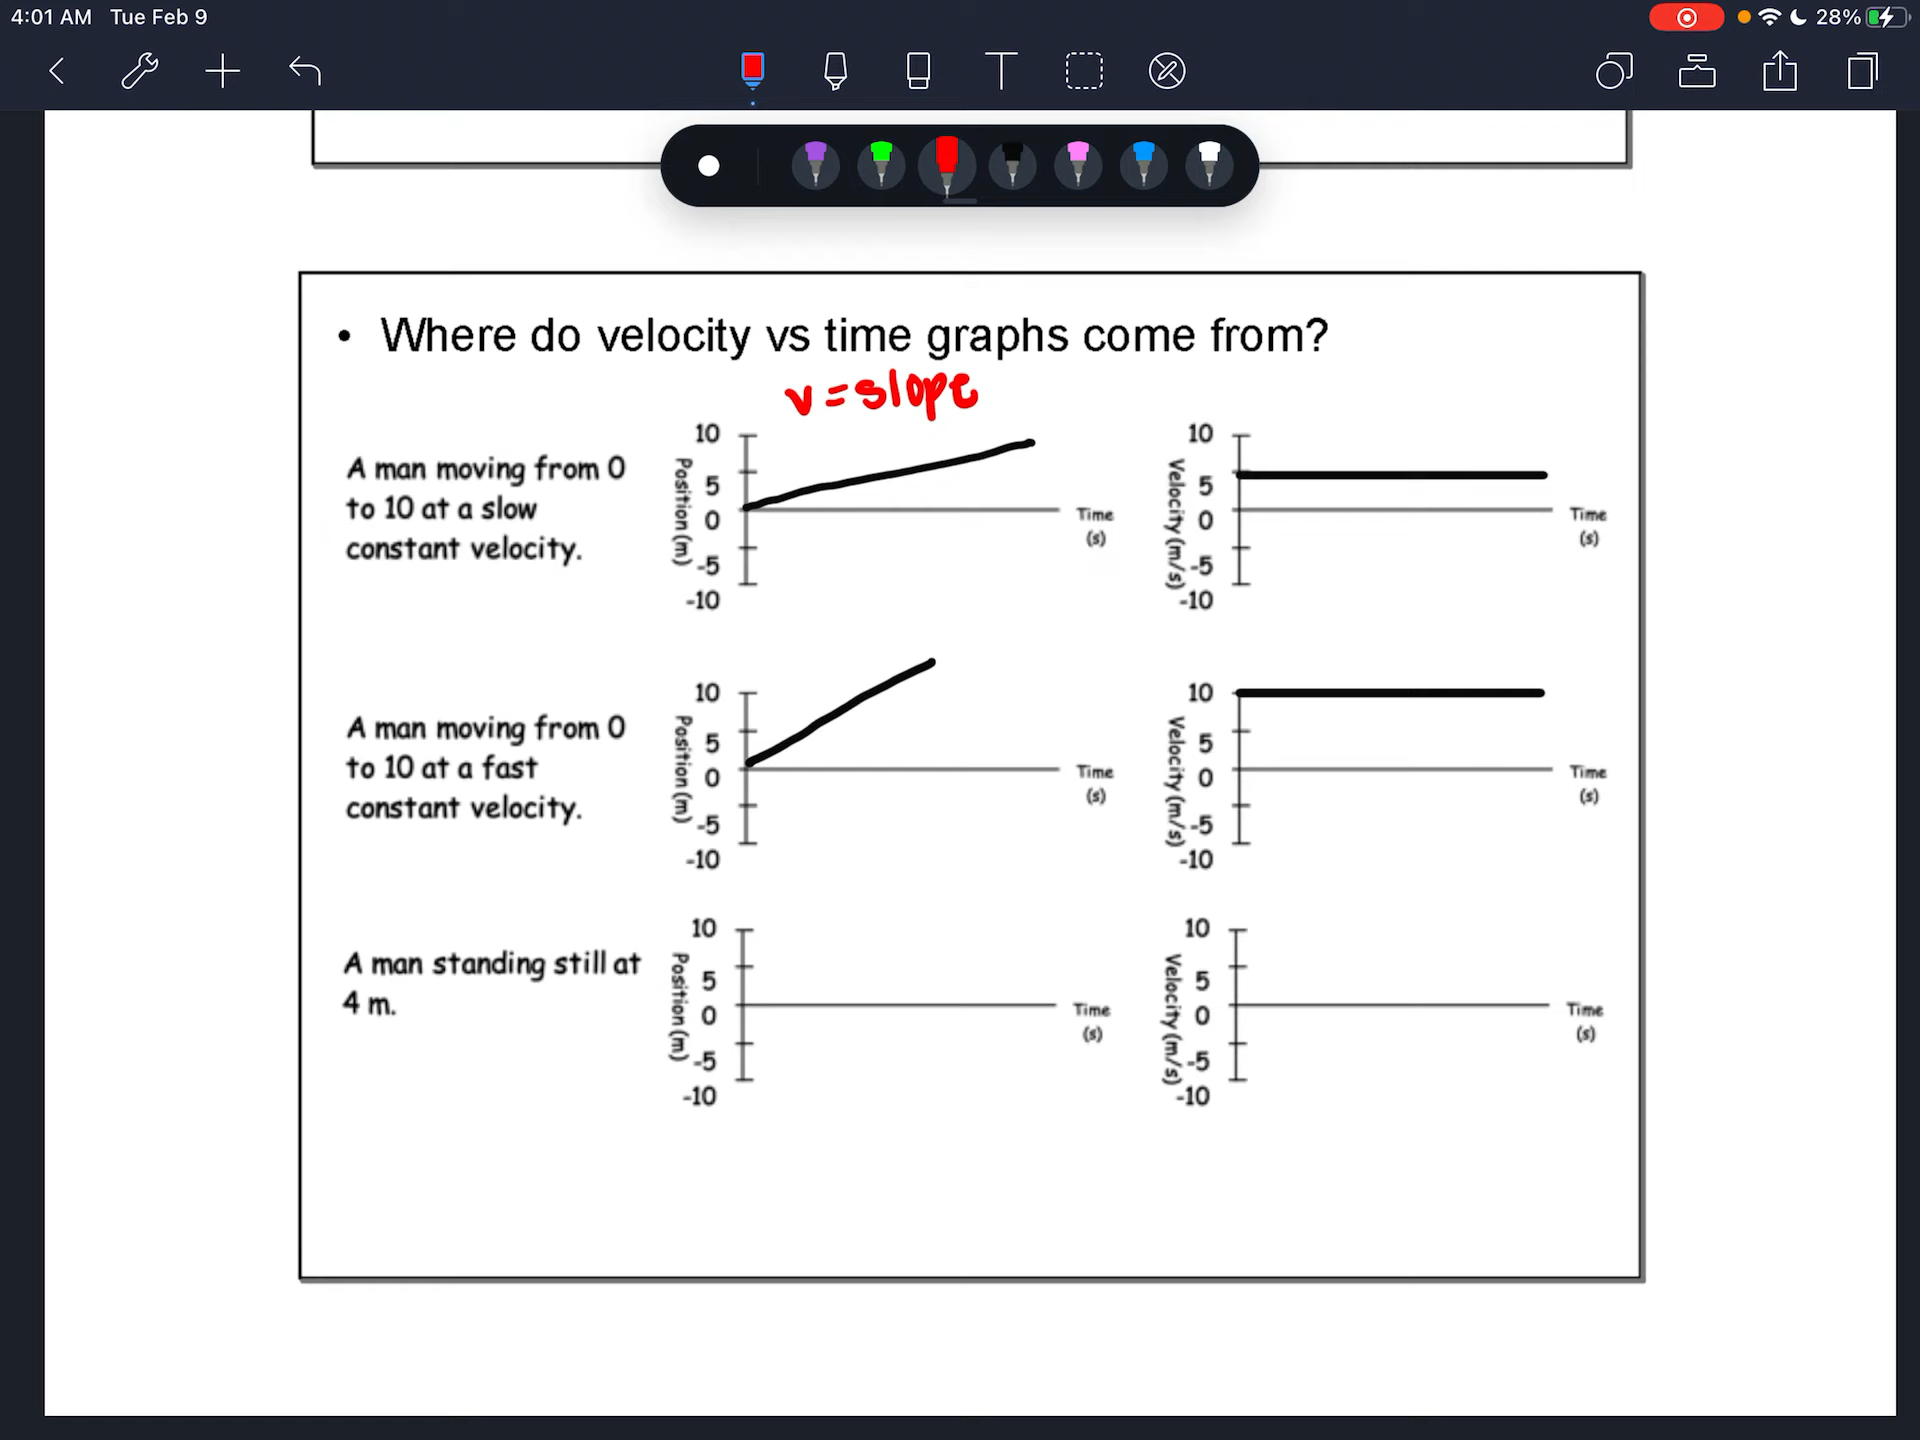 4:01 AM Tue Feb 9
28%
• Where do velocity vs time graphs come from?
v = slope
A man moving from 0
to 10 at a slow
constant velocity.
10
5
0
-5
-10
Position (m)
Time
(s)
10
5
0
-5
-10
Velocity (m/s)
Time
(s)
A man moving from 0
to 10 at a fast
constant velocity.
10
5
0
-5
-10
Position (m)
Time
(s)
10
5
0
-5
-10
Velocity (m/s)
Time
(s)
A man standing still at
4 m.
10
5
0
-5
-10
Position (m)
Time
(s)
10
5
0
-5
-10
Velocity (m/s)
Time
(s)